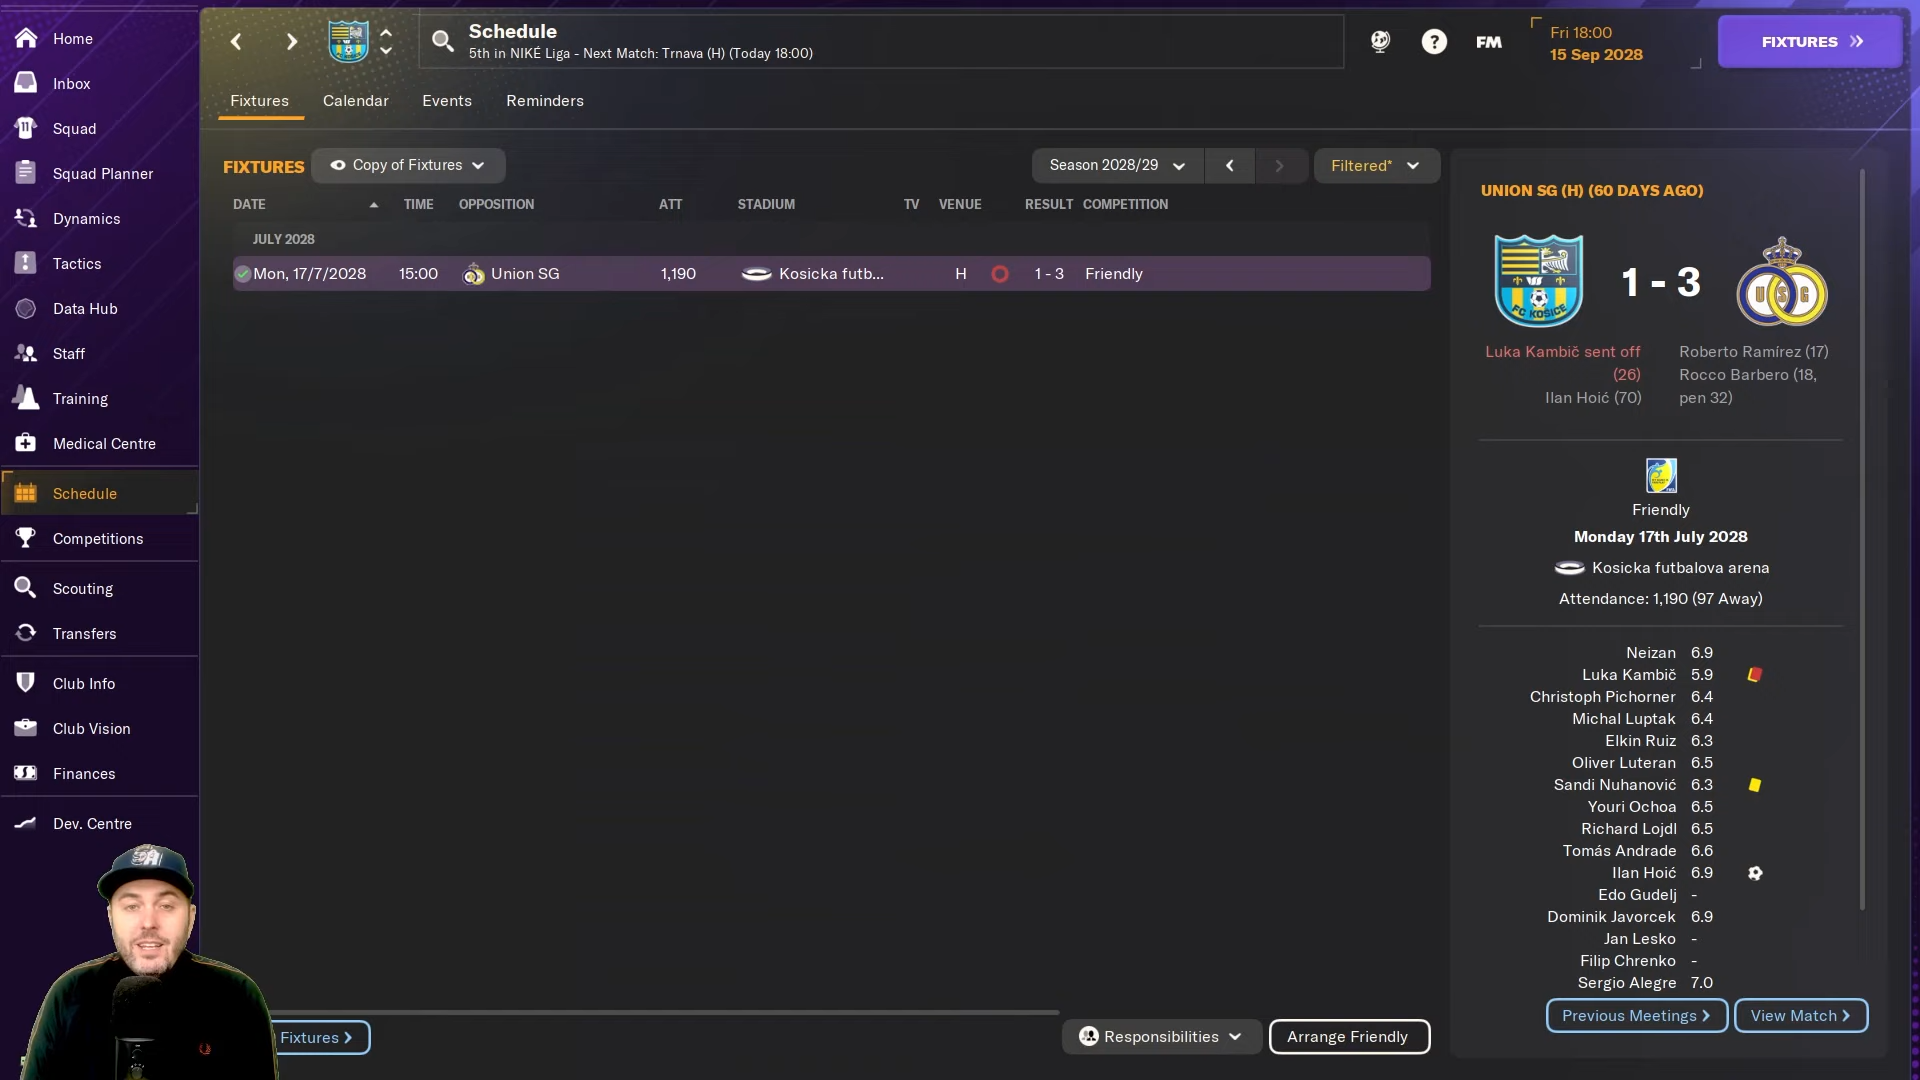 Home
Inbox
Squad
Squad Planner
Dynamics
Tactics
Data Hub
Staff
Training
Medical Centre
Schedule
Competitions
Scouting
Transfers
Club Info
Club Vision
Finances
Dev. Centre
Schedule
5th in NIKÉ Liga - Next Match: Trnava (H) (Today 18:00)
?
FM
Fri 18:00
15 Sep 2028
FIXTURES
Fixtures
Calendar
Events
Reminders
FIXTURES
Copy of Fixtures
Season 2028/29
Filtered*
DATE TIME OPPOSITION ATT STADIUM TV VENUE RESULT COMPETITION
JULY 2028
Mon, 17/7/2028 15:00 Union SG 1,190 Kosicka futb... H 1 - 3 Friendly
Fixtures
Responsibilities
Arrange Friendly
UNION SG (H) (60 DAYS AGO)
FC KOŠICE
1 - 3
USG
Luka Kambič sent off
(26)
Ilan Hoić (70)
Roberto Ramírez (17)
Rocco Barbero (18,
pen 32)
Friendly
Monday 17th July 2028
Kosicka futbalova arena
Attendance: 1,190 (97 Away)
Neizan 6.9
Luka Kambič 5.9
Christoph Pichorner 6.4
Michal Luptak 6.4
Elkin Ruiz 6.3
Oliver Luteran 6.5
Sandi Nuhanović 6.3
Youri Ochoa 6.5
Richard Lojdl 6.5
Tomás Andrade 6.6
Ilan Hoić 6.9
Edo Gudelj -
Dominik Javorcek 6.9
Jan Lesko -
Filip Chrenko -
Sergio Alegre 7.0
Previous Meetings
View Match